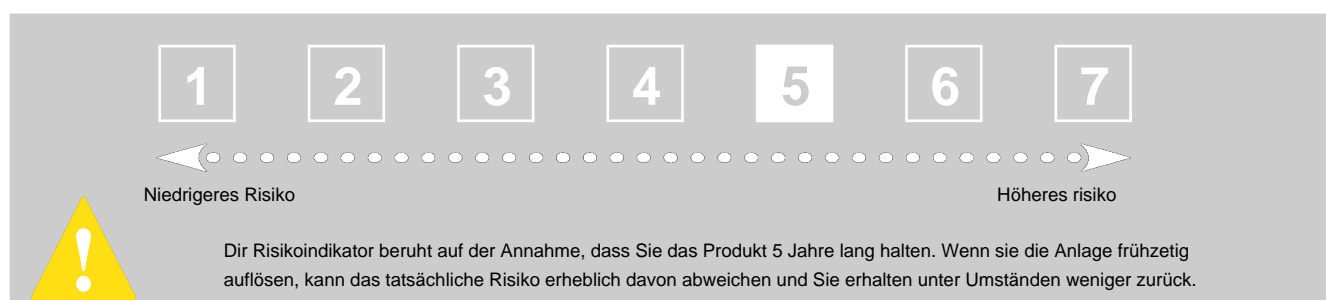 1 2 3 4 5 6 7
Niedrigeres Risiko Höheres risiko
!
Dir Risikoindikator beruht auf der Annahme, dass Sie das Produkt 5 Jahre lang halten. Wenn sie die Anlage frühzetig
auflösen, kann das tatsächliche Risiko erheblich davon abweichen und Sie erhalten unter Umständen weniger zurück.